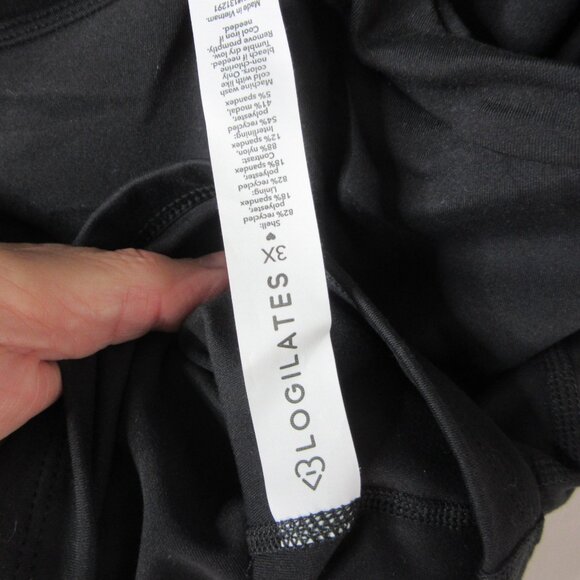 BLOGILATES
3X ♥
Shell:
82% recycled
polyester,
18% spandex
Lining:
82% recycled
polyester,
18% spandex
Contrast:
88% nylon,
12% spandex
Interlining:
54% recycled
polyester,
41% modal,
5% spandex
Machine wash
cold with like
colors. Only
non-chlorine
bleach if needed.
Tumble dry low.
Remove promptly.
Cool iron if
needed.
Made in Vietnam.